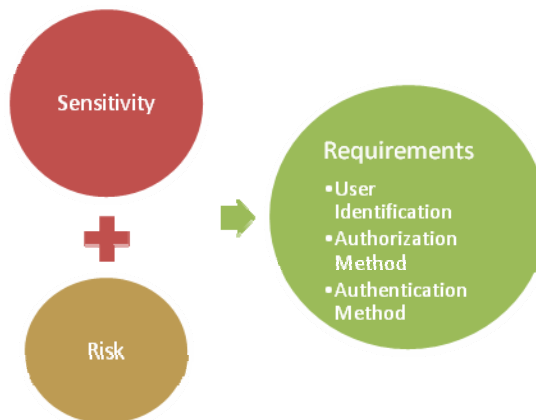 Sensitivity
Risk
Requirements
•User
Identification
•Authorization
Method
•Authentication
Method